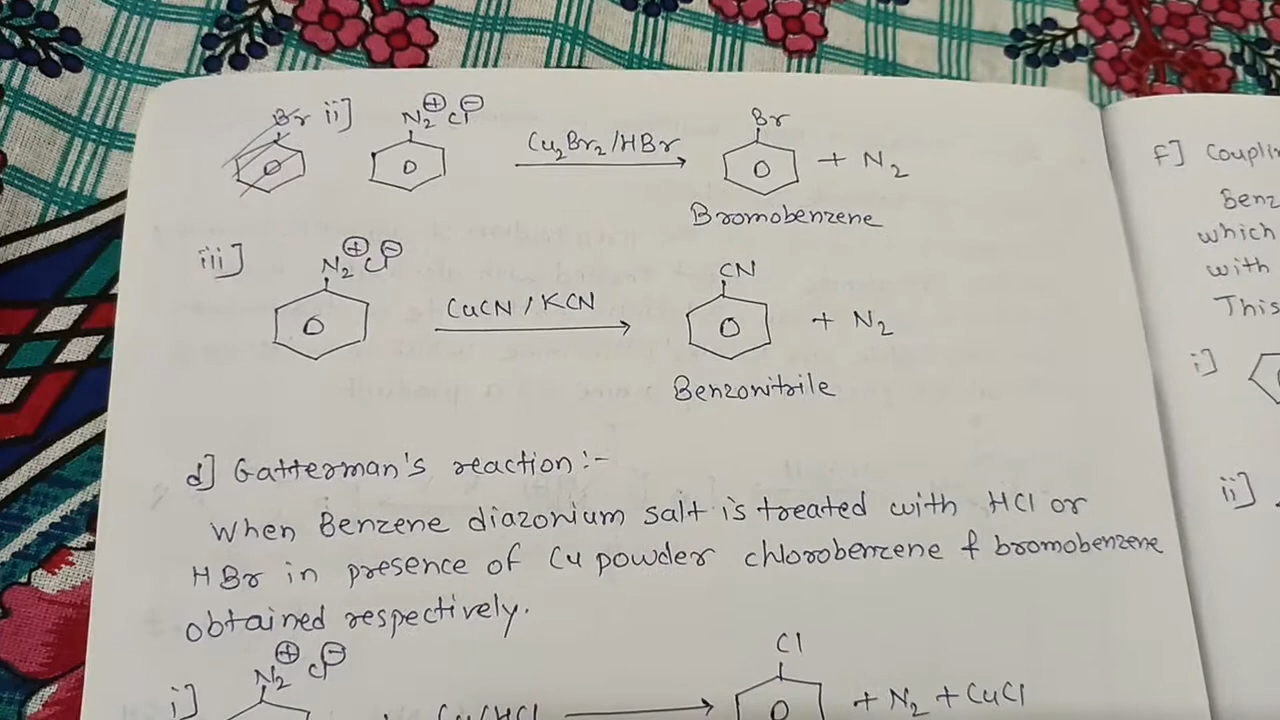 Br ii] N₂⊕ Cl⊖ Cu₂Br₂/HBr Br + N₂
Bromobenzene
iii] N₂⊕ Cl⊖ CuCN/KCN CN + N₂
Benzonitrile
d] Gatterman's reaction:-
When Benzene diazonium salt is treated with HCl or
HBr in presence of Cu powder chlorobenzene & bromobenzene
obtained respectively.
i] N₂⊕ Cl⊖ Cu/HCl Cl + N₂ + CuCl
F]
Benz
which
with
This
i]
ii]